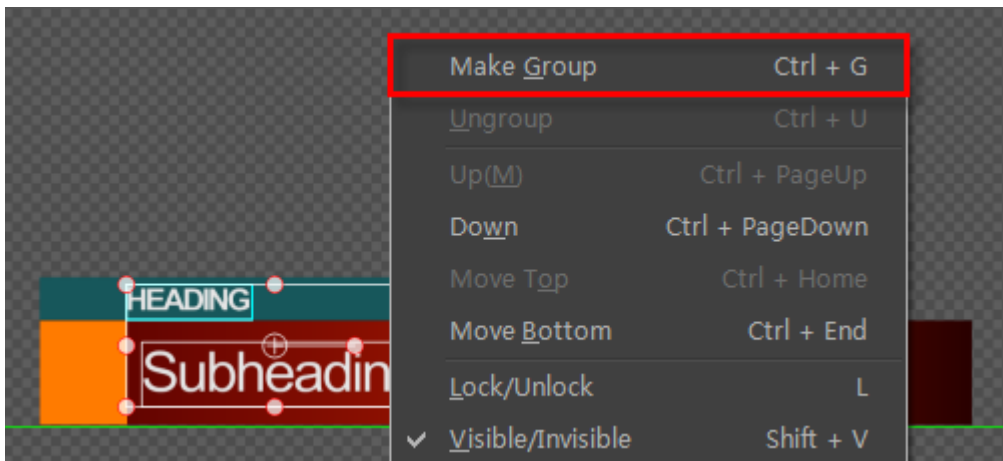 Make Group Ctrl + G
Ungroup Ctrl + U
Up(M) Ctrl + PageUp
Down Ctrl + PageDown
Move Top Ctrl + Home
HEADING
Move Bottom Ctrl + End
Subheadin
Lock/Unlock L
Visible/Invisible Shift + V